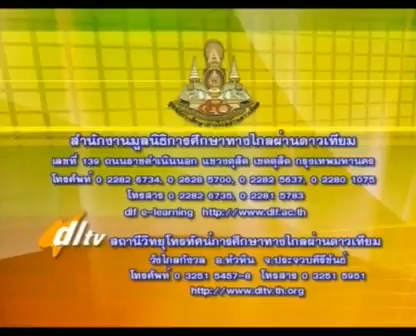 สำนักงานมูลนิธิการศึกษาทางไกลผ่านดาวเทียม
เลขที่ 139 ถนนราชดำเนินนอก แขวงดุสิต เขตดุสิต กรุงเทพมหานคร
โทรศัพท์ 0 2282 6734, 0 2628 5700, 0 2282 5637, 0 2280 1075
โทรสาร 0 2282 6735, 0 2281 5783
dlf e-learning http://www.dlf.ac.th
dltv สถานีวิทยุโทรทัศน์การศึกษาทางไกลผ่านดาวเทียม
วังไกลกังวล อ.หัวหิน จ.ประจวบคีรีขันธ์
โทรศัพท์ 0 3251 5457-8 โทรสาร 0 3251 5951
http://www.dltv.th.org